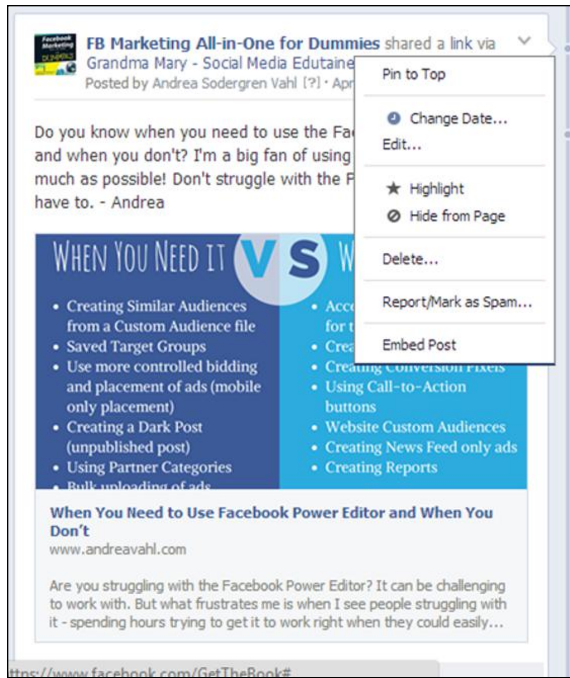 FB Marketing All-in-One for Dummies shared a link via
Grandma Mary - Social Media Edutaine
Posted by Andrea Sodergren Vahl [?] · Apr
Pin to Top
Change Date...
Edit...
Highlight
Hide from Page
Delete...
Report/Mark as Spam...
Embed Post
Do you know when you need to use the Fa
and when you don't? I'm a big fan of using
much as possible! Don't struggle with the P
have to. - Andrea
Facebook
Marketing
DUMMIES
WHEN YOU NEED IT VS W
• Creating Similar Audiences
from a Custom Audience file
• Saved Target Groups
• Use more controlled bidding
and placement of ads (mobile
only placement)
• Creating a Dark Post
(unpublished post)
• Using Partner Categories
• Bulk uploading of ads
• Acce
for t
• Crea
• Creating Conversion Pixels
• Using Call-to-Action
buttons
• Website Custom Audiences
• Creating News Feed only ads
• Creating Reports
When You Need to Use Facebook Power Editor and When You
Don't
www.andreavahl.com
Are you struggling with the Facebook Power Editor? It can be challenging
to work with. But what frustrates me is when I see people struggling with
it - spending hours trying to get it to work right when they could easily...
ttps://www.facebook.com/GetTheBook#